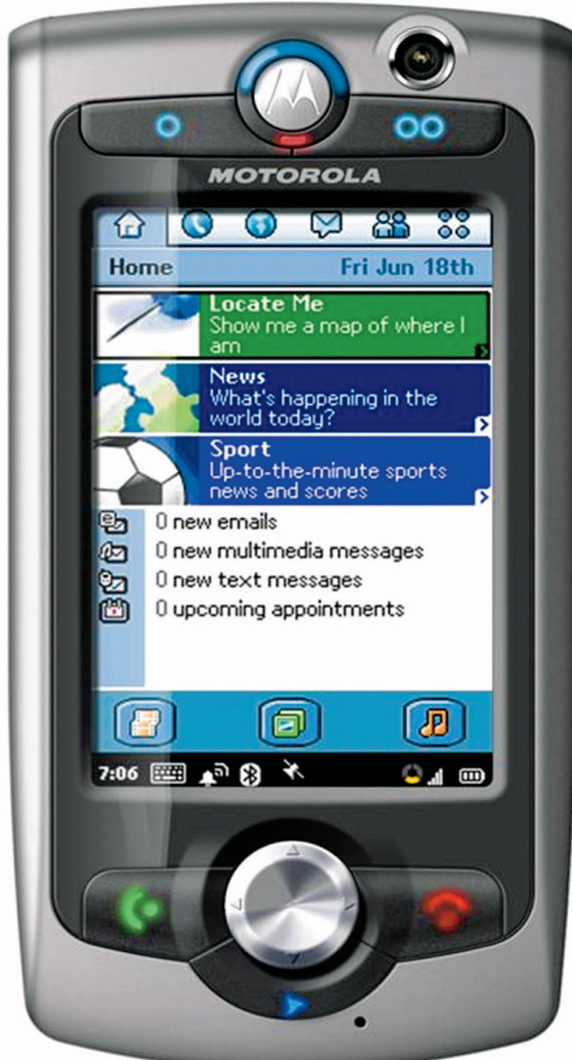 MOTOROLA
Home Fri Jun 18th
Locate Me
Show me a map of where I
am
News
What's happening in the
world today?
Sport
Up-to-the-minute sports
news and scores
0 new emails
0 new multimedia messages
0 new text messages
0 upcoming appointments
7:06